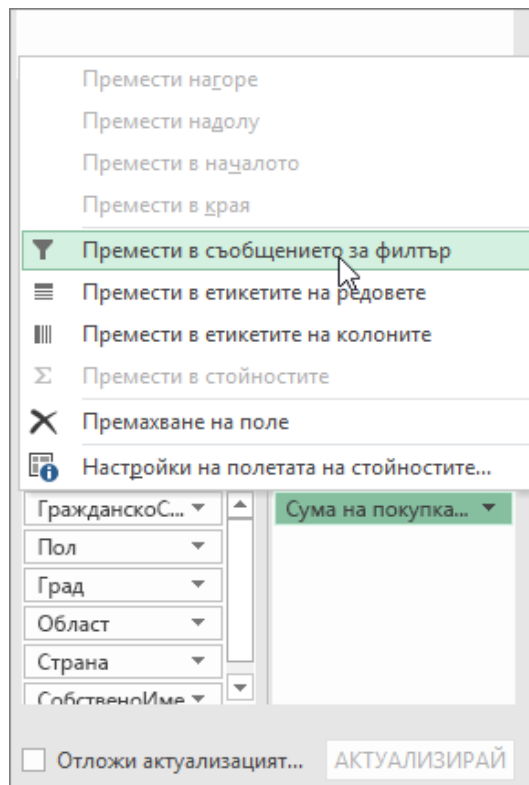 Премести нагоре
Премести надолу
Премести в началото
Премести в края
Премести в съобщението за филтър
Премести в етикетите на редовете
Премести в етикетите на колоните
Премести в стойностите
Премахване на поле
Настройки на полетата на стойностите...
ГражданскоС... Сума на покупка...
Пол
Град
Област
Страна
СобственоИме
Отложи актуализацият... АКТУАЛИЗИРАЙ